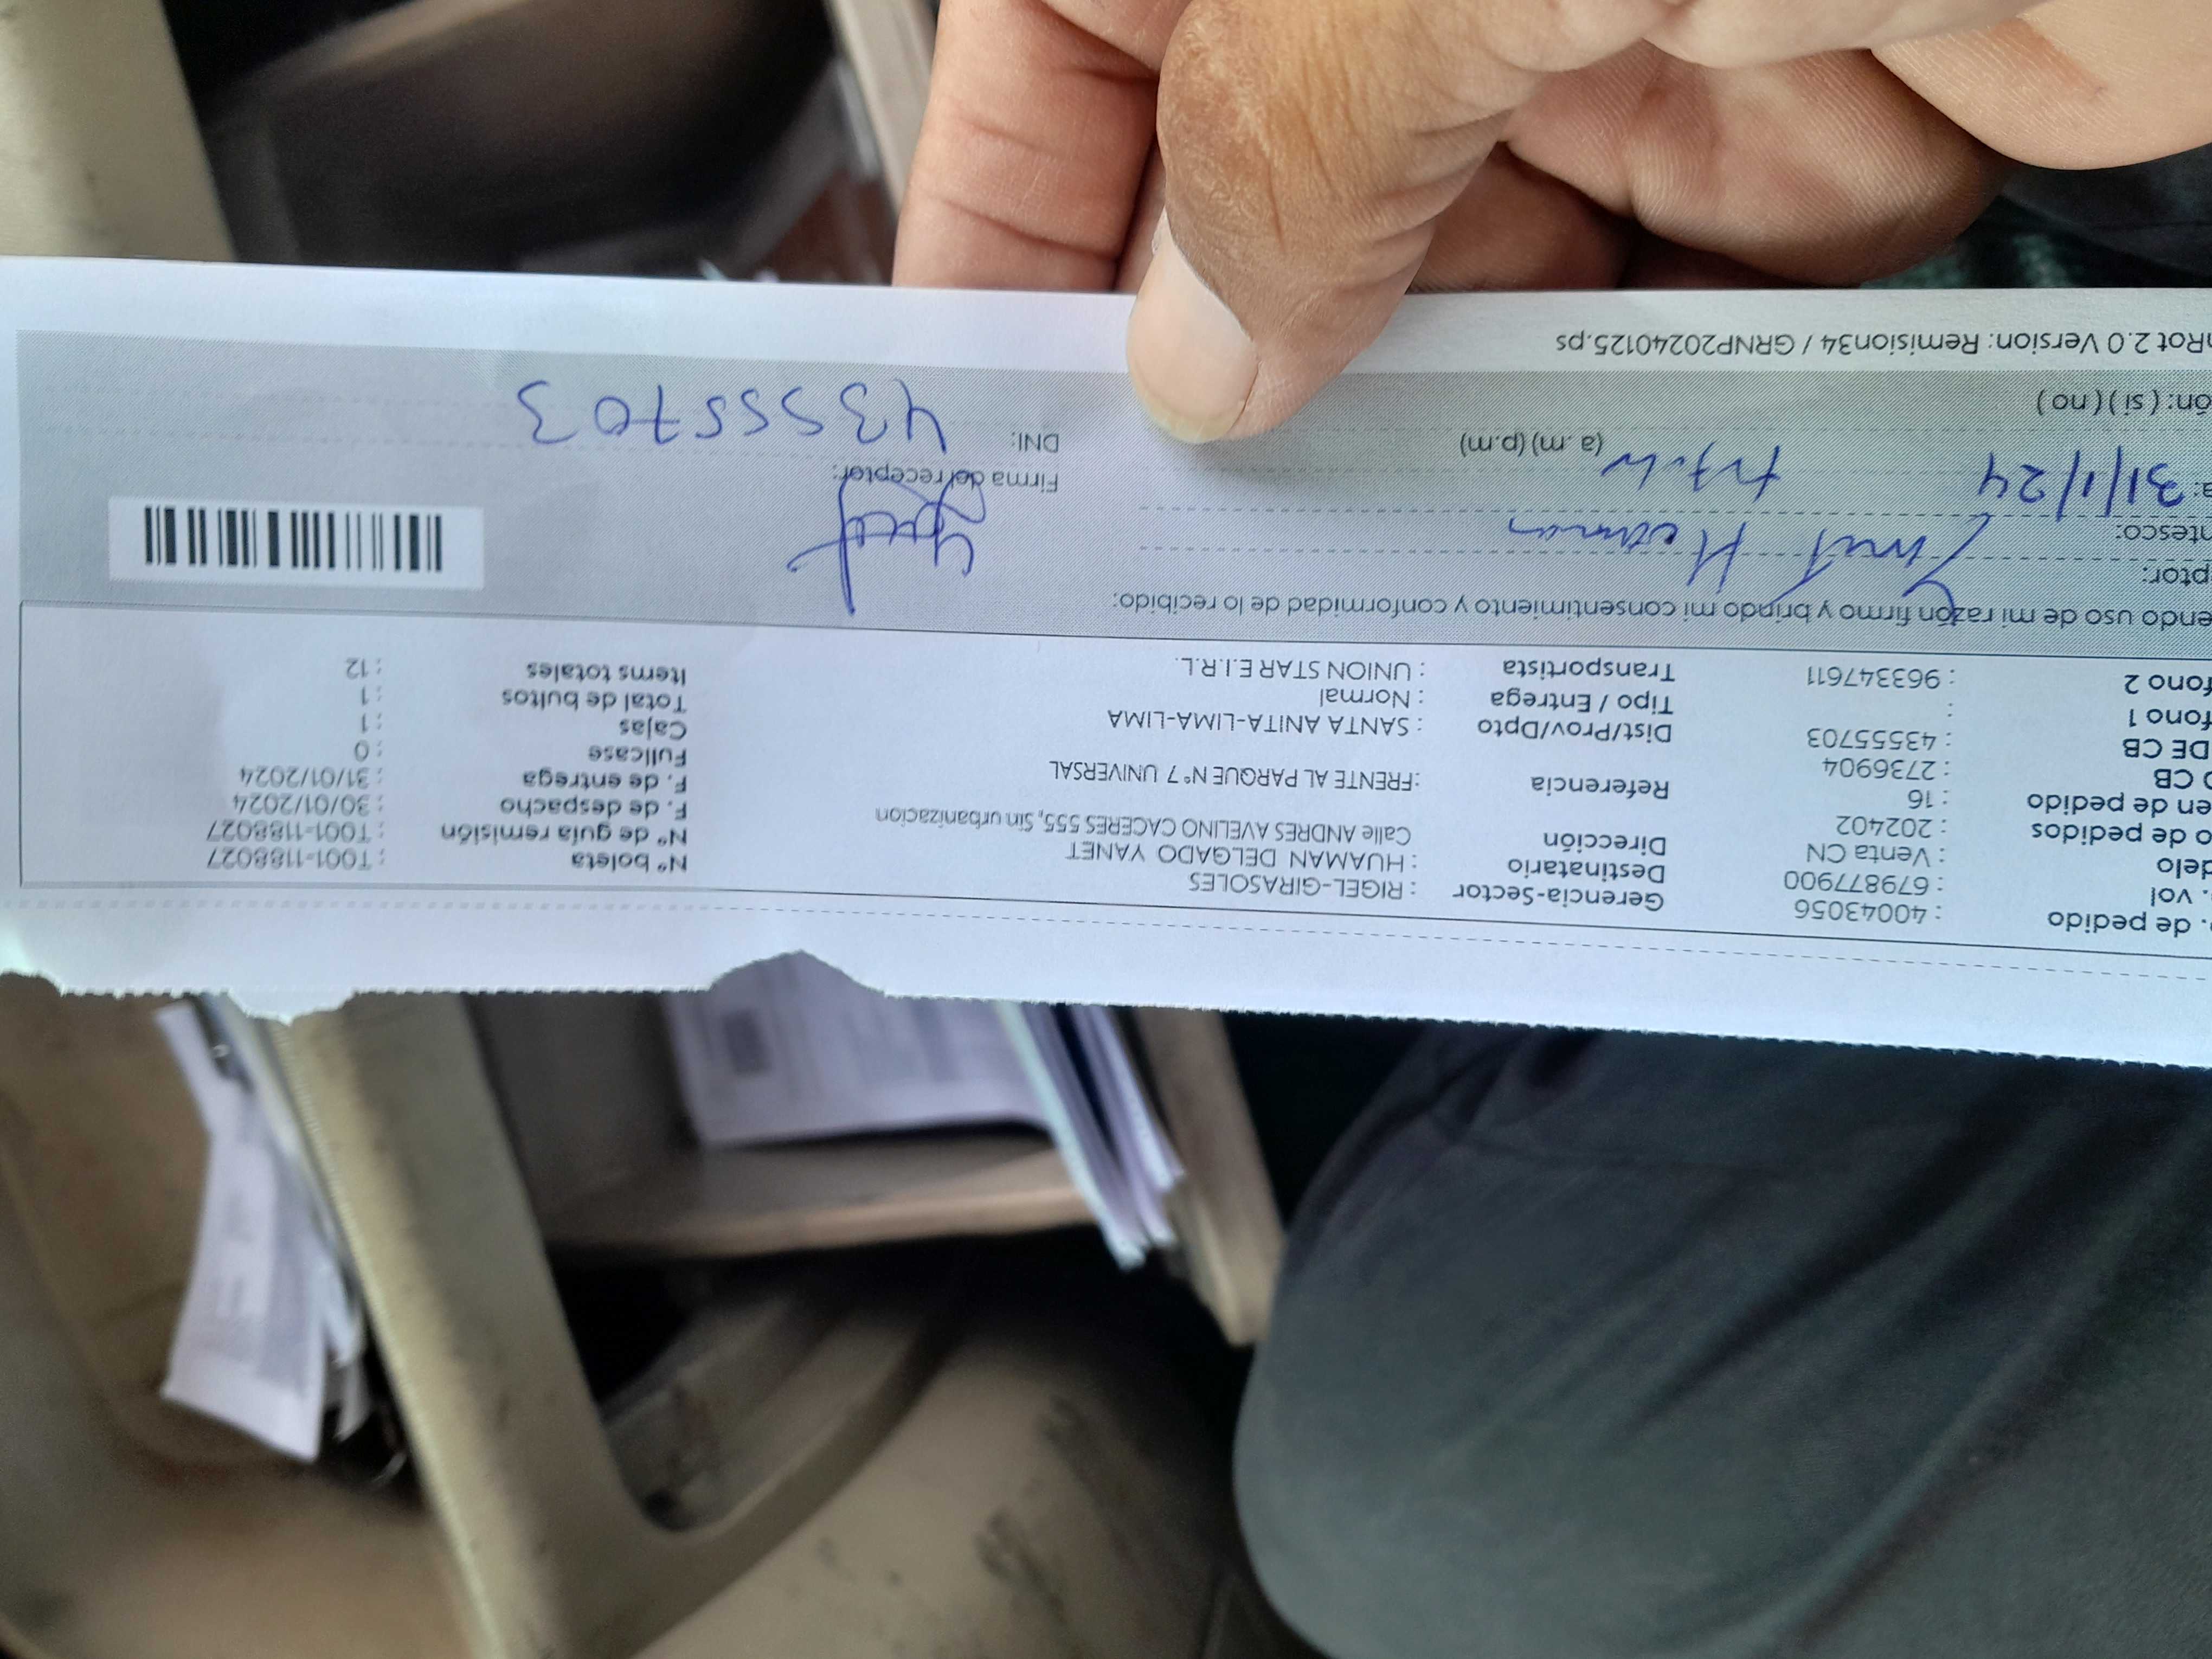 . de pedido : 40043056 Gerencia-Sector : RIGEL-GIRASOLES Nº boleta : T001-1188027
. vol : 679877900 Destinatario : HUAMAN DELGADO YANET Nº de guía remisión : T001-1188027
delo : Venta CN Dirección Calle ANDRES AVELINO CACERES 555, Sin urbanizacion F. de despacho : 30/01/2024
o de pedidos : 202402 F. de entrega : 31/01/2024
en de pedido : 16 Referencia :FRENTE AL PARQUE Nº 7 UNIVERSAL Fullcase : 0
O CB : 2736904 Cajas : 1
DE CB : 43555703 Dist/Prov/Dpto : SANTA ANITA-LIMA-LIMA Total de bultos : 1
fono 1 : Tipo / Entrega : Normal Items totales : 12
fono 2 : 963347611 Transportista : UNION STAR E.I.R.L.
endo uso de mi razón firmo y brindo mi consentimiento y conformidad de lo recibido:
ptor:
ntesco:
a: 31/1/24 (a. m) (p.m) Firma del receptor:
ón: ( si ) ( no ) DNI: 43555703
Rot 2.0 Version: Remision34 / GRNP20240125.ps